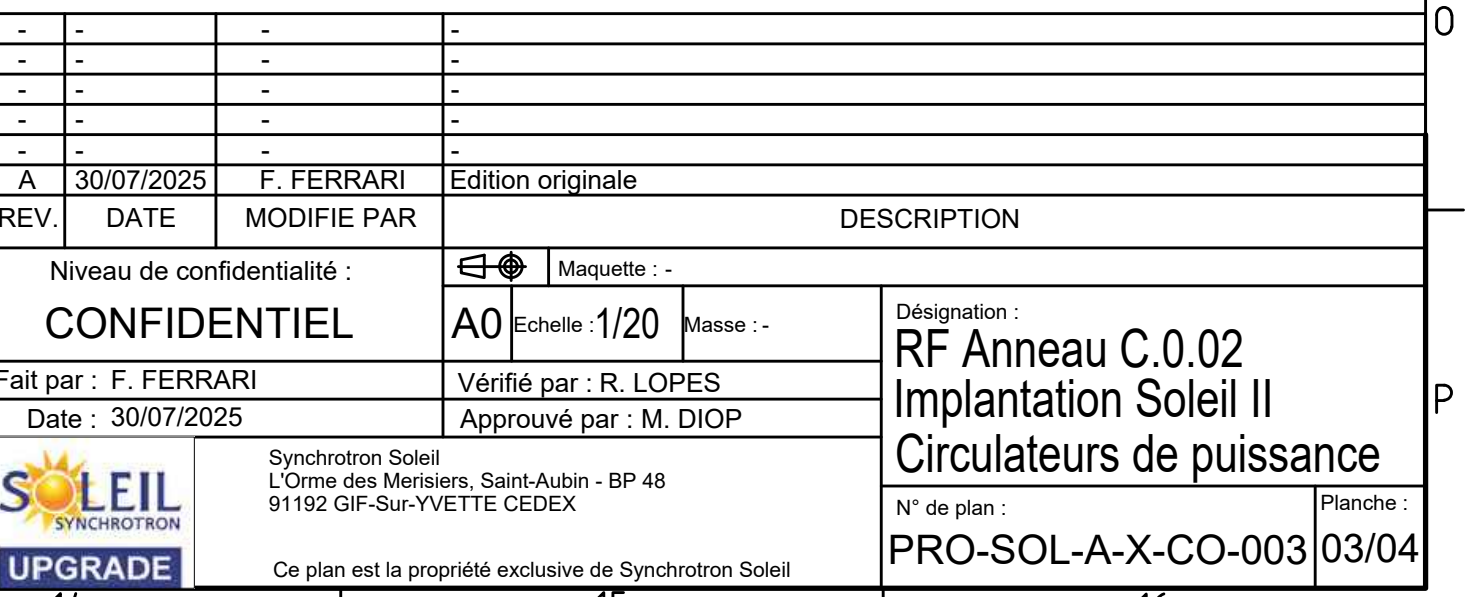 O
- - - -
- - - -
- - - -
- - - -
- - - -
A 30/07/2025 F. FERRARI Edition originale
REV. DATE MODIFIE PAR DESCRIPTION
Niveau de confidentialité :
CONFIDENTIEL
Maquette : -
A0 Echelle : 1/20 Masse : -
Désignation :
RF Anneau C.0.02
Implantation Soleil II
Circulateurs de puissance
Fait par : F. FERRARI
Vérifié par : R. LOPES
Date : 30/07/2025
Approuvé par : M. DIOP
P
SOLEIL
SYNCHROTRON
UPGRADE
Synchrotron Soleil
L'Orme des Merisiers, Saint-Aubin - BP 48
91192 GIF-Sur-YVETTE CEDEX
Ce plan est la propriété exclusive de Synchrotron Soleil
N° de plan :
PRO-SOL-A-X-CO-003
Planche :
03/04